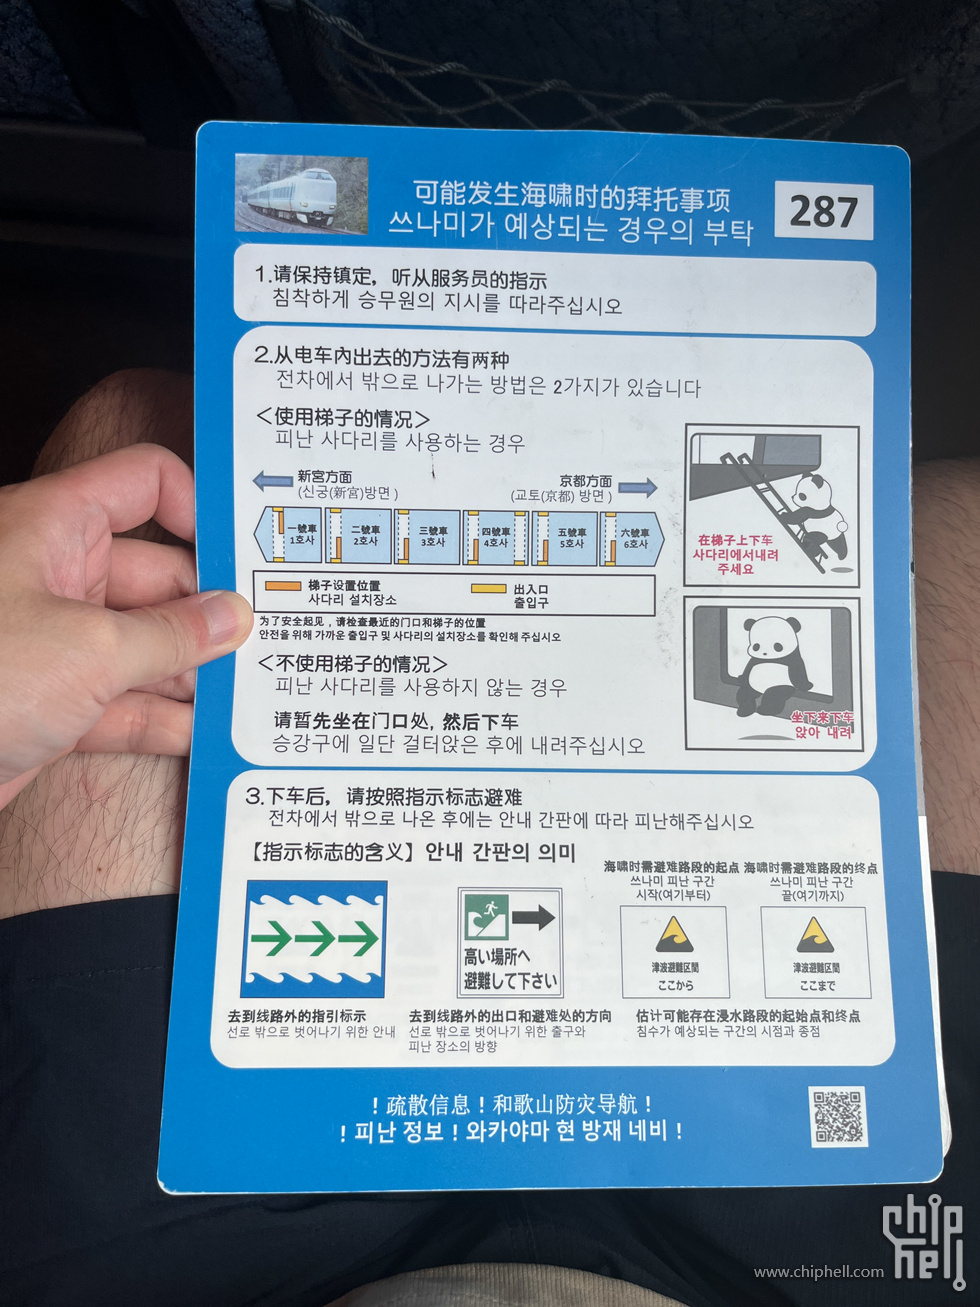 可能发生海啸时的拜托事项
쓰나미가 예상되는 경우의 부탁
287
1.请保持镇定，听从服务员的指示
침착하게 승무원의 지시를 따라주십시오
2.从电车內出去的方法有两种
전차에서 밖으로 나가는 방법은 2가지가 있습니다
<使用梯子的情况>
피난 사다리를 사용하는 경우
新宮方面
(신궁(新宮)방면 )
京都方面
(교토(京都) 방면 )
一號車
1호사
二號車
2호사
三號車
3호사
四號車
4호사
五號車
5호사
六號車
6호사
梯子设置位置
사다리 설치장소
出入口
출입구
为了安全起见，请检查最近的门口和梯子的位置
안전을 위해 가까운 출입구 및 사다리의 설치장소를 확인해 주십시오
在梯子上下车
사다리에서내려
주세요
<不使用梯子的情况>
피난 사다리를 사용하지 않는 경우
请暂先坐在门口处, 然后下车
승강구에 일단 걸터앉은 후에 내려주십시오
坐下来下车
앉아 내려
3.下车后，请按照指示标志避难
전차에서 밖으로 나온 후에는 안내 간판에 따라 피난해주십시오
【指示标志的含义】안내 간판의 의미
海啸时需避难路段的起点
쓰나미 피난 구간
시작(여기부터)
海啸时需避难路段的终点
쓰나미 피난 구간
끝(여기까지)
高い場所へ
避難して下さい
津波避難区間
ここから
津波避難区間
ここまで
去到线路外的指引标示
선로 밖으로 벗어나기 위한 안내
去到线路外的出口和避难处的方向
선로 밖으로 벗어나기 위한 출구와
피난 장소의 방향
估计可能存在浸水路段的起始点和终点
침수가 예상되는 구간의 시점과 종점
！疏散信息！和歌山防灾导航！
！피난 정보！와카야마 현 방재 네비！
chip
hell
www.chiphell.com